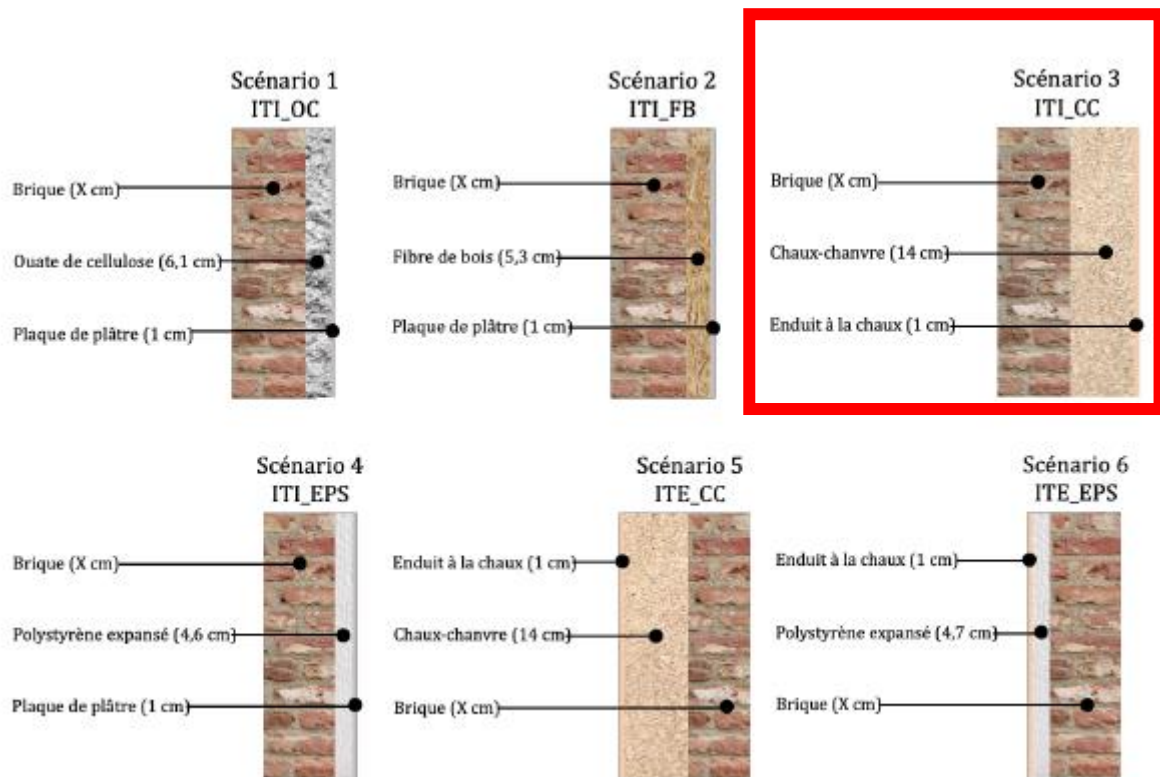 Scénario 1
ITI_OC
Brique (X cm)
Ouate de cellulose (6,1 cm)
Plaque de plâtre (1 cm)
Scénario 2
ITI_FB
Brique (X cm)
Fibre de bois (5,3 cm)
Plaque de plâtre (1 cm)
Scénario 3
ITI_CC
Brique (X cm)
Chaux-chanvre (14 cm)
Enduit à la chaux (1 cm)
Scénario 4
ITI_EPS
Brique (X cm)
Polystyrène expansé (4,6 cm)
Plaque de plâtre (1 cm)
Scénario 5
ITE_CC
Enduit à la chaux (1 cm)
Chaux-chanvre (14 cm)
Brique (X cm)
Scénario 6
ITE_EPS
Enduit à la chaux (1 cm)
Polystyrène expansé (4,7 cm)
Brique (X cm)